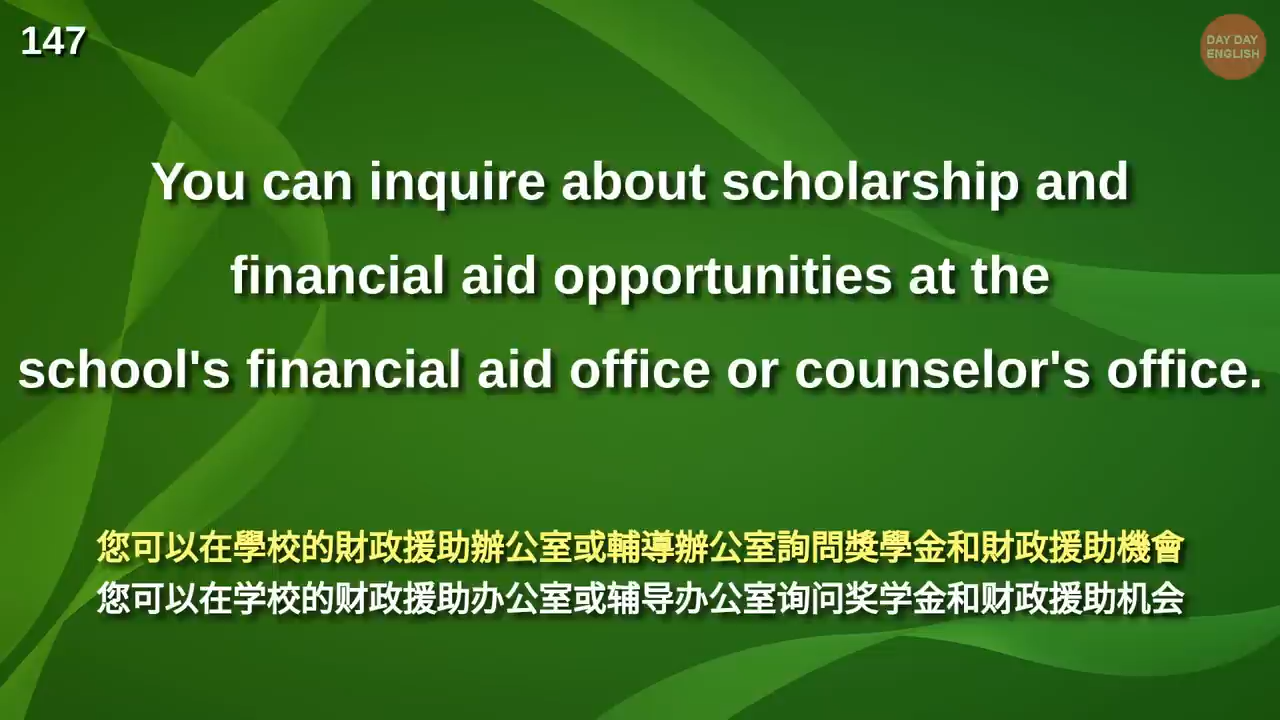 147
DAY DAY
ENGLISH
You can inquire about scholarship and
financial aid opportunities at the
school's financial aid office or counselor's office.
您可以在學校的財政援助辦公室或輔導辦公室詢問獎學金和財政援助機會
您可以在学校的财政援助办公室或辅导办公室询问奖学金和财政援助机会